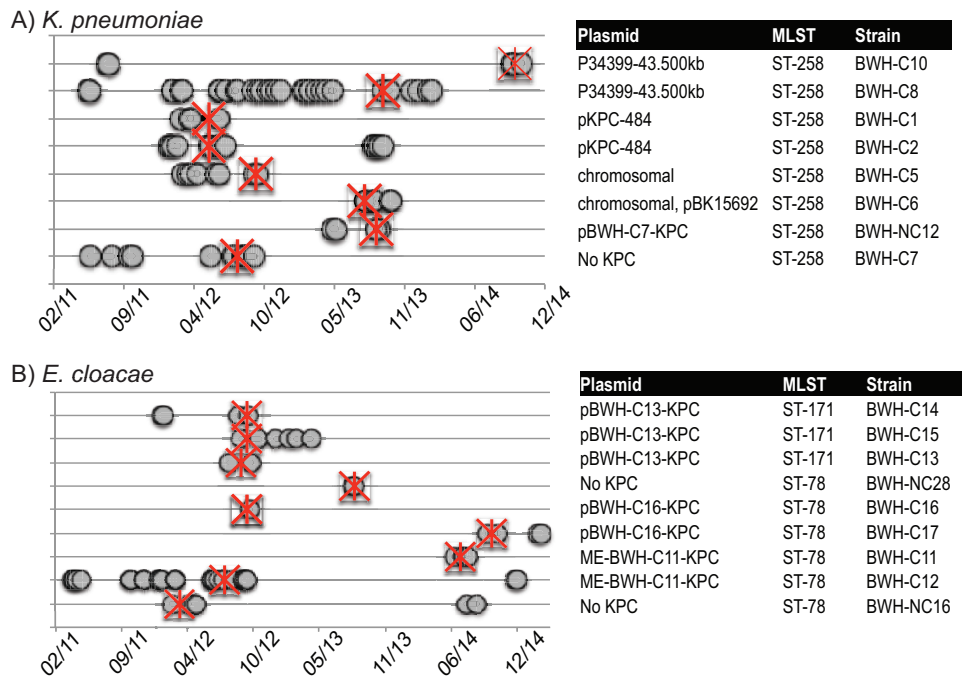 A) K. pneumoniae
Plasmid MLST Strain
P34399-43.500kb ST-258 BWH-C10
P34399-43.500kb ST-258 BWH-C8
pKPC-484 ST-258 BWH-C1
pKPC-484 ST-258 BWH-C2
chromosomal ST-258 BWH-C5
chromosomal, pBK15692 ST-258 BWH-C6
pBWH-C7-KPC ST-258 BWH-NC12
No KPC ST-258 BWH-C7
02/11 09/11 04/12 10/12 05/13 11/13 06/14 12/14
B) E. cloacae
Plasmid MLST Strain
pBWH-C13-KPC ST-171 BWH-C14
pBWH-C13-KPC ST-171 BWH-C15
pBWH-C13-KPC ST-171 BWH-C13
No KPC ST-78 BWH-NC28
pBWH-C16-KPC ST-78 BWH-C16
pBWH-C16-KPC ST-78 BWH-C17
ME-BWH-C11-KPC ST-78 BWH-C11
ME-BWH-C11-KPC ST-78 BWH-C12
No KPC ST-78 BWH-NC16
02/11 09/11 04/12 10/12 05/13 11/13 06/14 12/14